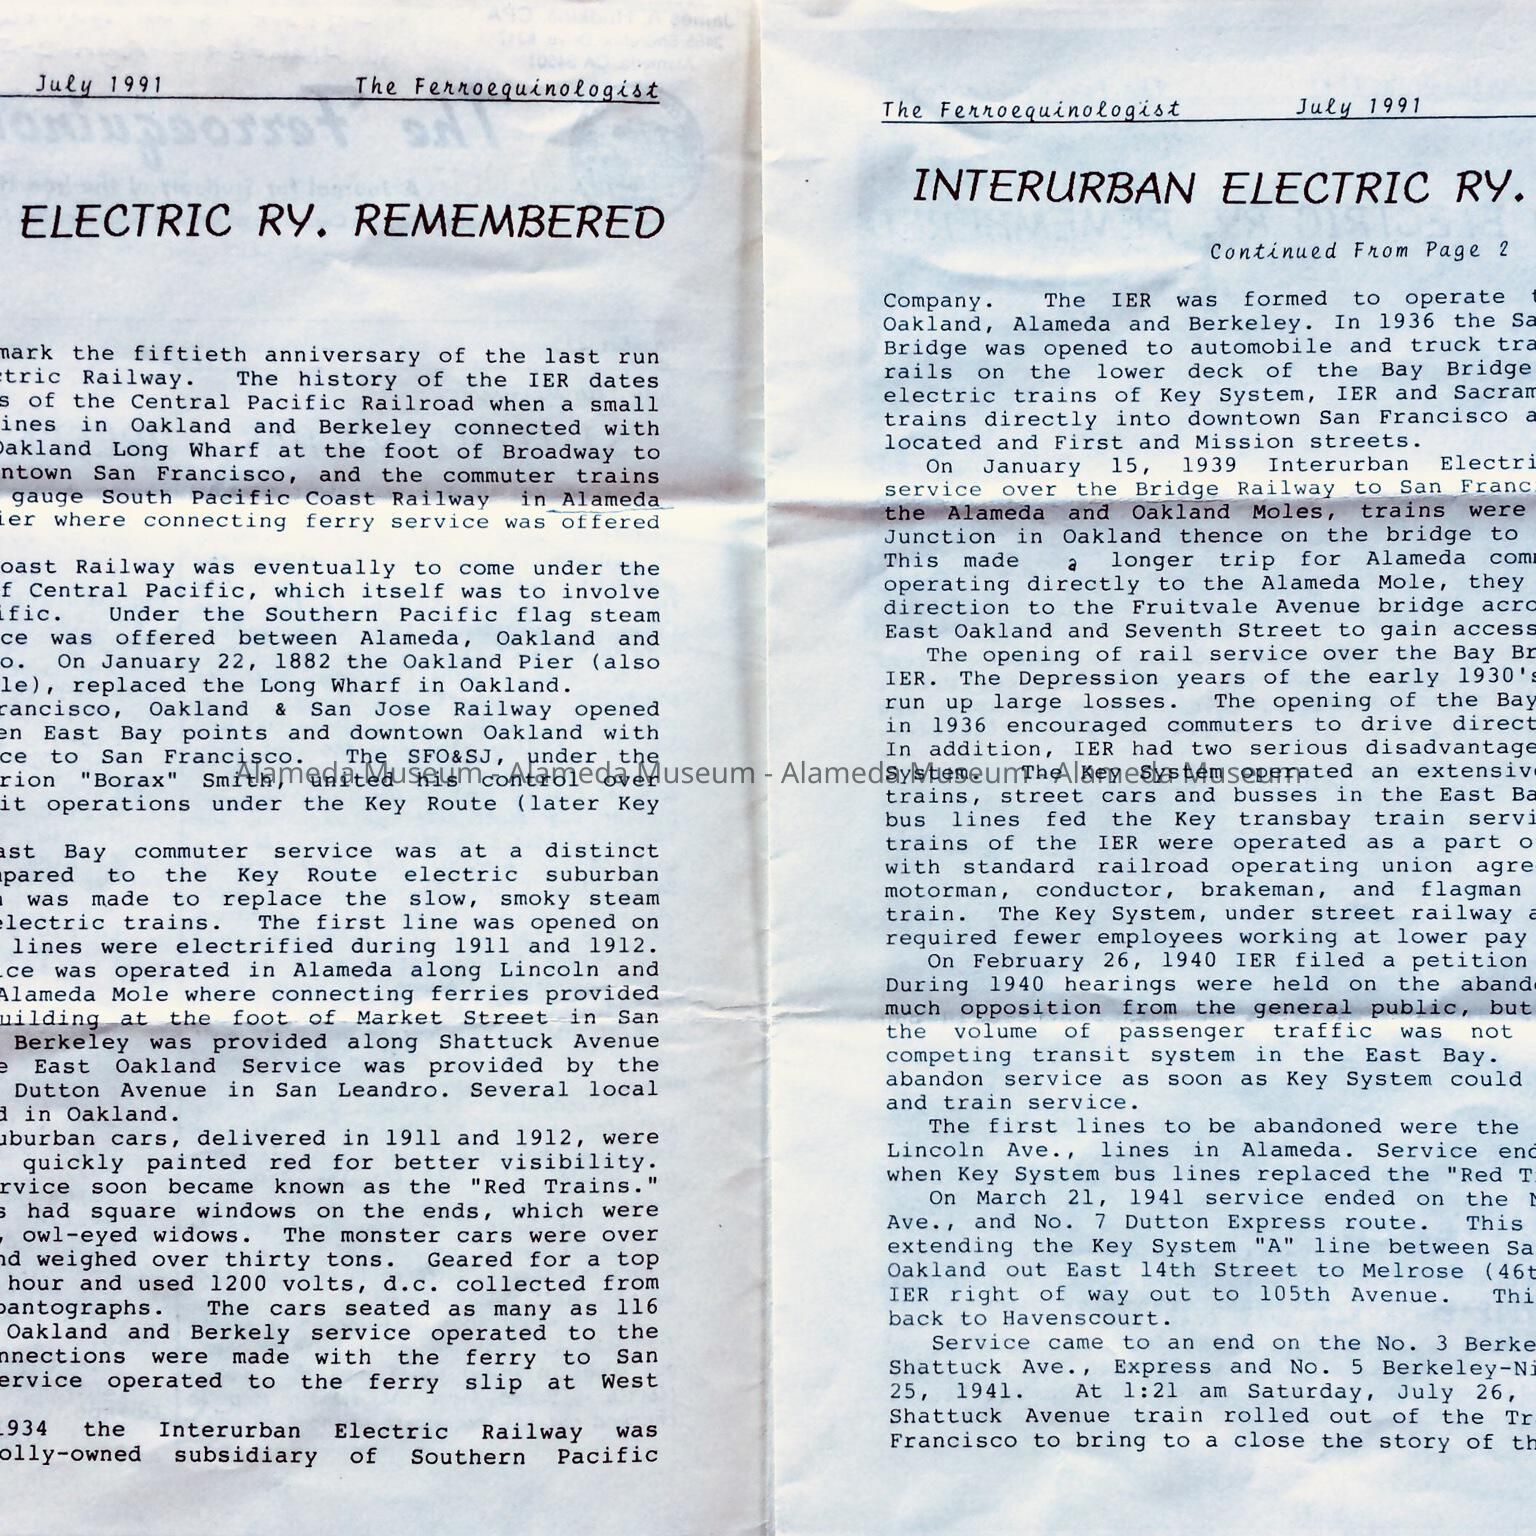 July 1991 The Ferroequinologist
ELECTRIC RY. REMEMBERED
mark the fiftieth anniversary of the last run
ctric Railway. The history of the IER dates
s of the Central Pacific Railroad when a small
ines in Oakland and Berkeley connected with
Oakland Long Wharf at the foot of Broadway to
ntown San Francisco, and the commuter trains
gauge South Pacific Coast Railway in Alameda
ier where connecting ferry service was offered
oast Railway was eventually to come under the
f Central Pacific, which itself was to involve
ific. Under the Southern Pacific flag steam
ce was offered between Alameda, Oakland and
o. On January 22, 1882 the Oakland Pier (also
le), replaced the Long Wharf in Oakland.
rancisco, Oakland & San Jose Railway opened
en East Bay points and downtown Oakland with
ce to San Francisco. The SFO&SJ, under the
rion "Borax" Smith, united his control over
it operations under the Key Route (later Key
ast Bay commuter service was at a distinct
mpared to the Key Route electric suburban
n was made to replace the slow, smoky steam
electric trains. The first line was opened on
lines were electrified during 1911 and 1912.
ice was operated in Alameda along Lincoln and
Alameda Mole where connecting ferries provided
uilding at the foot of Market Street in San
Berkeley was provided along Shattuck Avenue
e East Oakland Service was provided by the
Dutton Avenue in San Leandro. Several local
d in Oakland.
uburban cars, delivered in 1911 and 1912, were
quickly painted red for better visibility.
rvice soon became known as the "Red Trains."
s had square windows on the ends, which were
, owl-eyed widows. The monster cars were over
nd weighed over thirty tons. Geared for a top
hour and used 1200 volts, d.c. collected from
pantographs. The cars seated as many as 116
Oakland and Berkely service operated to the
nnections were made with the ferry to San
ervice operated to the ferry slip at West
1934 the Interurban Electric Railway was
olly-owned subsidiary of Southern Pacific
The Ferroequinologist July 1991
INTERURBAN ELECTRIC RY.
Continued From Page 2
Company. The IER was formed to operate t
Oakland, Alameda and Berkeley. In 1936 the Sa
Bridge was opened to automobile and truck tra
rails on the lower deck of the Bay Bridge
electric trains of Key System, IER and Sacram
trains directly into downtown San Francisco a
located and First and Mission streets.
On January 15, 1939 Interurban Electri
service over the Bridge Railway to San Franci
the Alameda and Oakland Moles, trains were
Junction in Oakland thence on the bridge to
This made a longer trip for Alameda comm
operating directly to the Alameda Mole, they
direction to the Fruitvale Avenue bridge acro
East Oakland and Seventh Street to gain access
The opening of rail service over the Bay Br
IER. The Depression years of the early 1930's
run up large losses. The opening of the Bay
in 1936 encouraged commuters to drive direct
In addition, IER had two serious disadvantage
System. The Key System operated an extensive
trains, street cars and busses in the East Ba
bus lines fed the Key transbay train servi
trains of the IER were operated as a part o
with standard railroad operating union agre
motorman, conductor, brakeman, and flagman
train. The Key System, under street railway a
required fewer employees working at lower pay
On February 26, 1940 IER filed a petition
During 1940 hearings were held on the abando
much opposition from the general public, but
the volume of passenger traffic was not
competing transit system in the East Bay.
abandon service as soon as Key System could
and train service.
The first lines to be abandoned were the
Lincoln Ave., lines in Alameda. Service end
when Key System bus lines replaced the "Red T
On March 21, 1941 service ended on the N
Ave., and No. 7 Dutton Express route. This
extending the Key System "A" line between Sa
Oakland out East 14th Street to Melrose (46t
IER right of way out to 105th Avenue. Thi
back to Havenscourt.
Service came to an end on the No. 3 Berke
Shattuck Ave., Express and No. 5 Berkeley-Ni
25, 1941. At 1:21 am Saturday, July 26,
Shattuck Avenue train rolled out of the Tr
Francisco to bring to a close the story of th
Alameda Museum - Alameda Museum - Alameda Museum - Alameda Museum